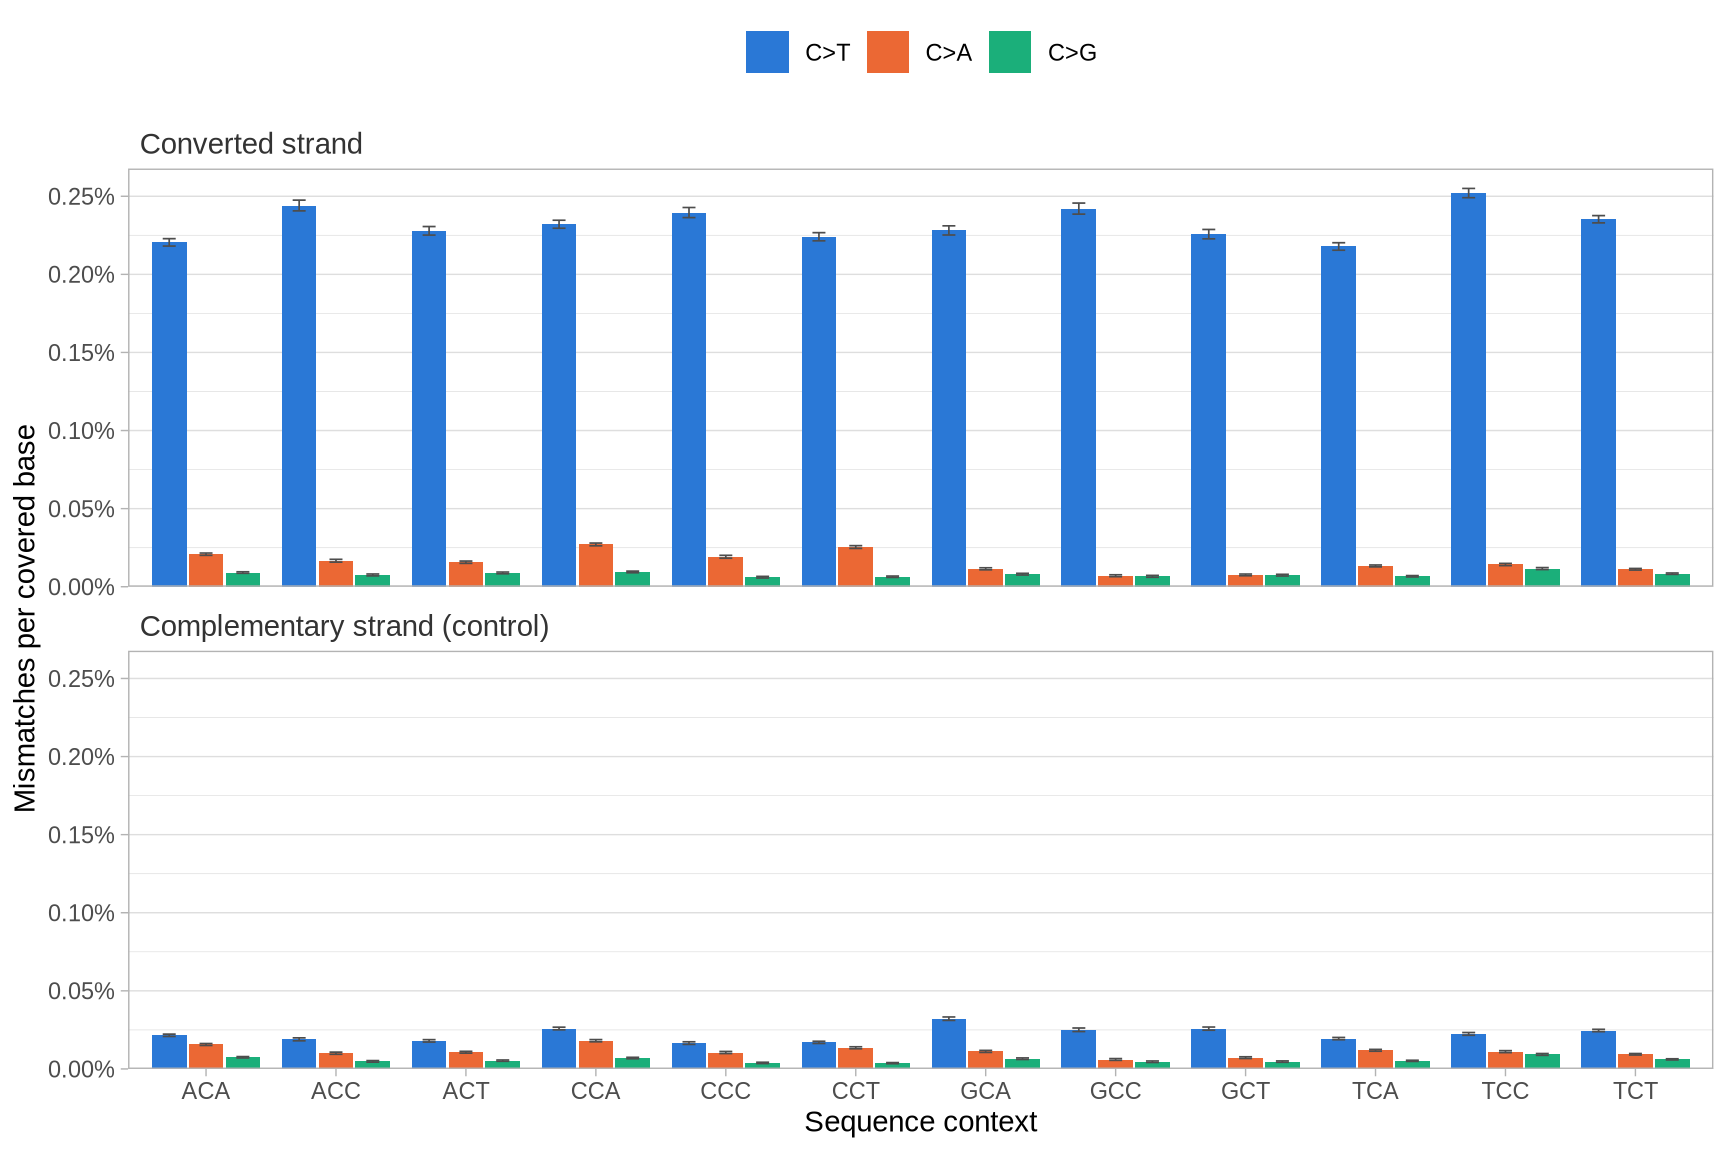 C>T C>A C>G
Converted strand
0.25%
0.20%
0.15%
0.10%
0.05%
0.00%
Complementary strand (control)
0.25%
0.20%
0.15%
0.10%
0.05%
0.00%
Mismatches per covered base
ACA ACC ACT CCA CCC CCT GCA GCC GCT TCA TCC TCT
Sequence context